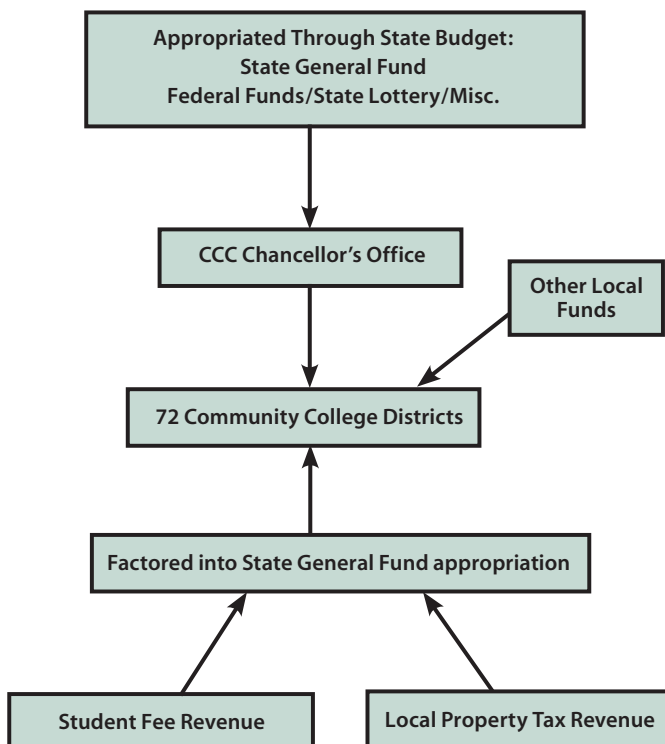 Appropriated Through State Budget:
State General Fund
Federal Funds/State Lottery/Misc.
CCC Chancellor’s Office
Other Local
Funds
72 Community College Districts
Factored into State General Fund appropriation
Student Fee Revenue
Local Property Tax Revenue